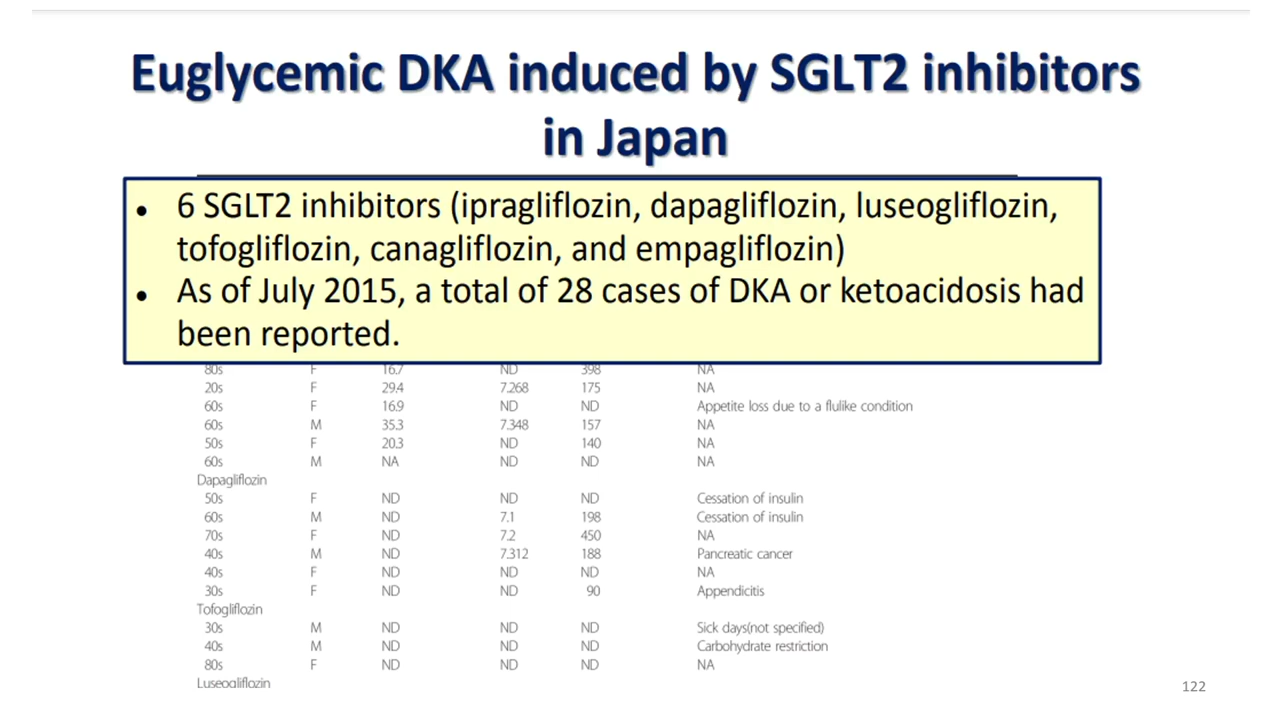 Euglycemic DKA induced by SGLT2 inhibitors
in Japan
• 6 SGLT2 inhibitors (ipragliflozin, dapagliflozin, luseogliflozin,
tofogliflozin, canagliflozin, and empagliflozin)
• As of July 2015, a total of 28 cases of DKA or ketoacidosis had
been reported.
80s F 16.7 ND 398 NA
20s F 29.4 7.268 175 NA
60s F 16.9 ND ND Appetite loss due to a flulike condition
60s M 35.3 7.348 157 NA
50s F 20.3 ND 140 NA
60s M NA ND ND NA
Dapagliflozin
50s F ND ND ND Cessation of insulin
60s M ND 7.1 198 Cessation of insulin
70s F ND 7.2 450 NA
40s M ND 7.312 188 Pancreatic cancer
40s F ND ND ND NA
30s F ND ND 90 Appendicitis
Tofogliflozin
30s M ND ND ND Sick days(not specified)
40s M ND ND ND Carbohydrate restriction
80s F ND ND ND NA
Luseogliflozin
122